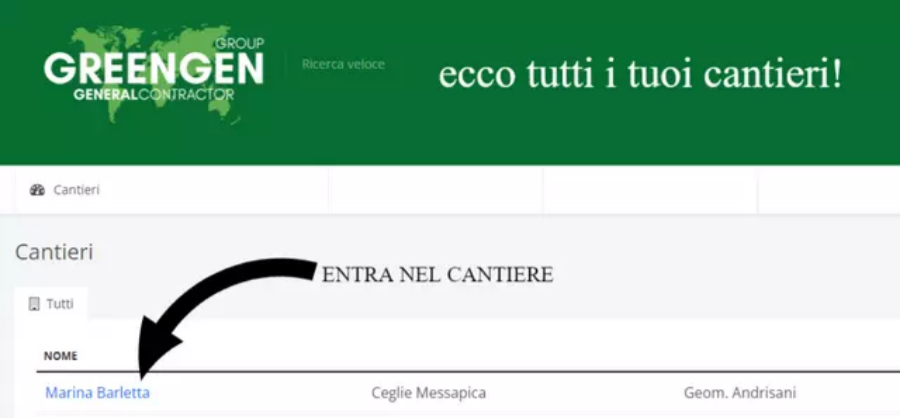 GROUP
GREENGEN
GENERALCONTRACTOR
Ricerca veloce
ecco tutti i tuoi cantieri!
Cantieri
Cantieri
ENTRA NEL CANTIERE
Tutti
NOME
Marina Barletta Ceglie Messapica Geom. Andrisani